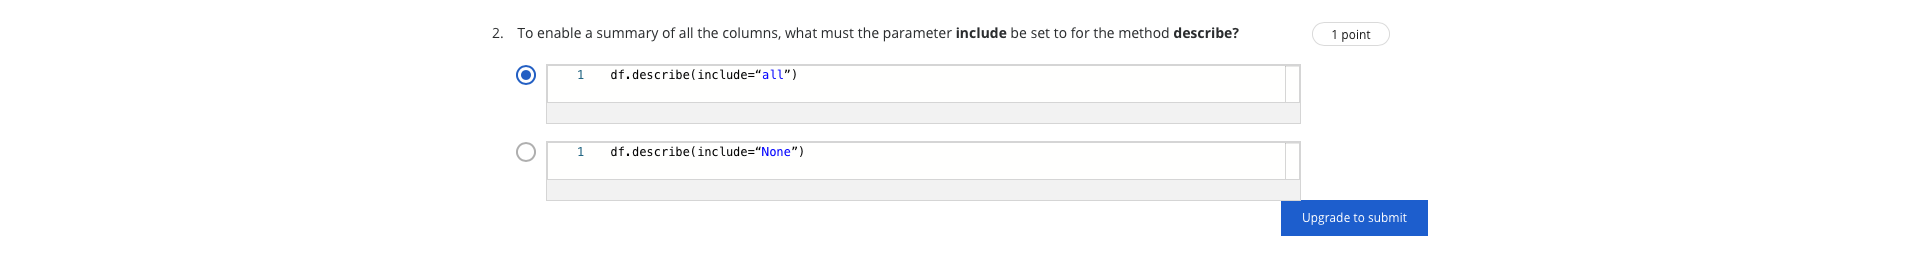 2. To enable a summary of all the columns, what must the parameter include be set to for the method describe?
1 point
1 df.describe(include=“all”)
1 df.describe(include=“None”)
Upgrade to submit